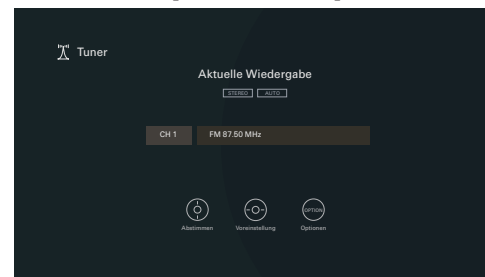 Tuner
Aktuelle Wiedergabe
STEREO AUTO
CH 1 FM 87.50 MHz
OPTION
Abstimmen Voreinstellung Optionen